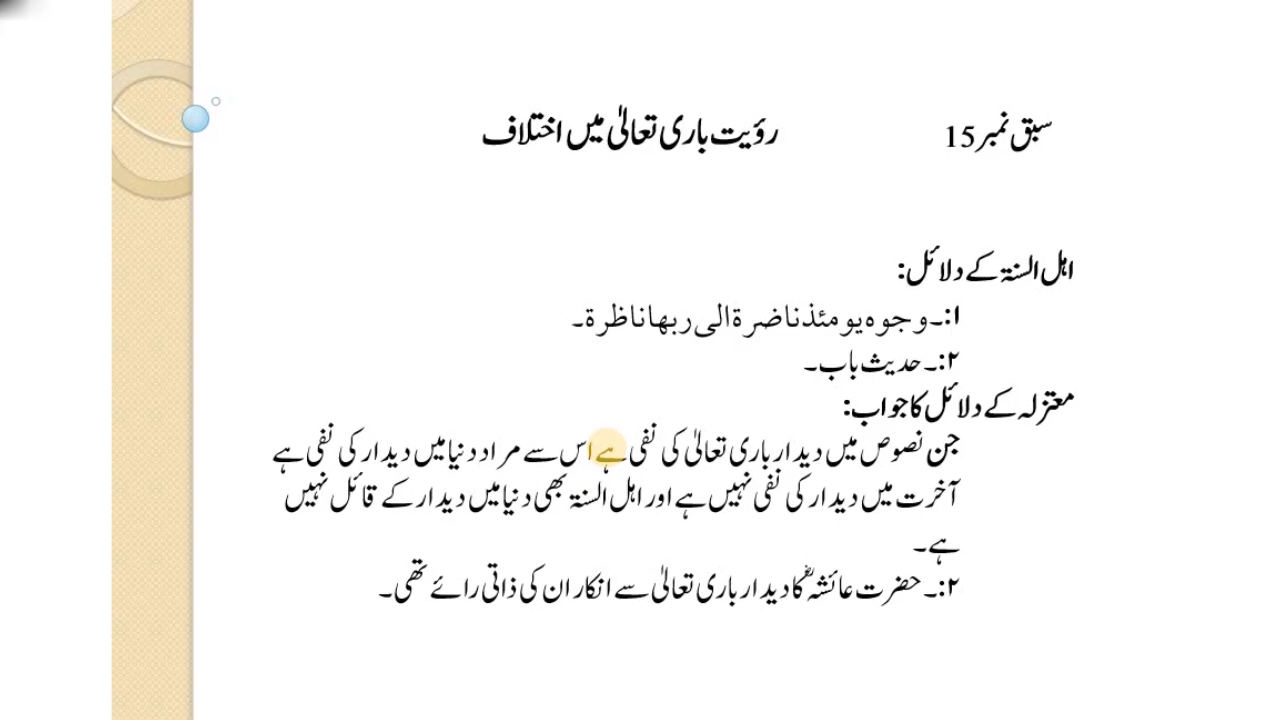 سبق نمبر 15 رؤیت باری تعالیٰ میں اختلاف
اہل السنۃ کے دلائل:
۱:۔ وجوہ یومئذ ناضرۃ الی ربھا ناظرۃ۔
۲:۔ حدیث باب۔
معتزلہ کے دلائل کا جواب:
جن نصوص میں دیدار باری تعالیٰ کی نفی ہے اس سے مراد دنیا میں دیدار کی نفی ہے
آخرت میں دیدار کی نفی نہیں ہے اور اہل السنۃ بھی دنیا میں دیدار کے قائل نہیں
ہے۔
۲:۔ حضرت عائشہؓ کا دیدار باری تعالیٰ سے انکار ان کی ذاتی رائے تھی۔